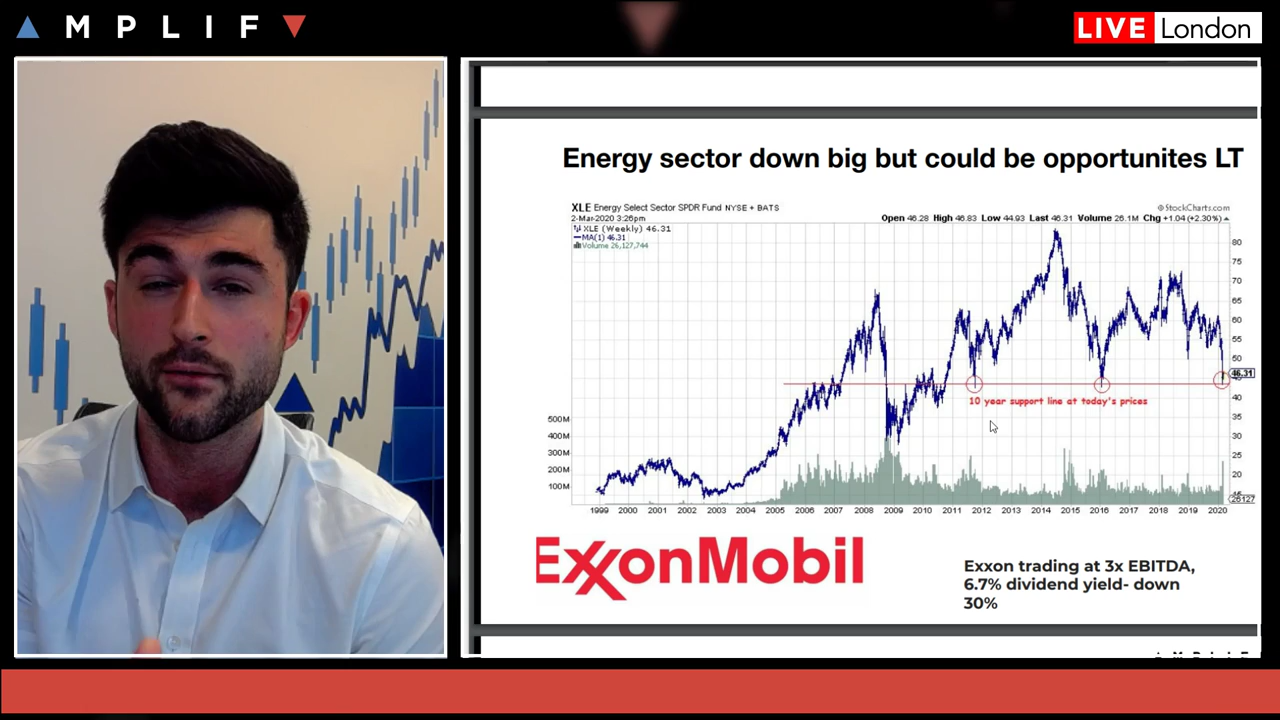 ▲ M P L I F ▼
LIVE London
Energy sector down big but could be opportunites LT
XLE Energy Select Sector SPDR Fund NYSE + BATS
© StockCharts.com
2-Mar-2020 3:26pm
Open 46.28 High 46.83 Low 44.93 Last 46.31 Volume 26.1M Chg +1.04 (+2.30%) ▲
XLE (Weekly) 46.31
MA(1) 46.31
Volume 26,127,744
80
75
70
65
60
55
50
46.31
40
35
30
25
20
500M
400M
300M
200M
100M
26127
10 year support line at today's prices
1999 2000 2001 2002 2003 2004 2005 2006 2007 2008 2009 2010 2011 2012 2013 2014 2015 2016 2017 2018 2019 2020
ExxonMobil
Exxon trading at 3x EBITDA,
6.7% dividend yield- down
30%